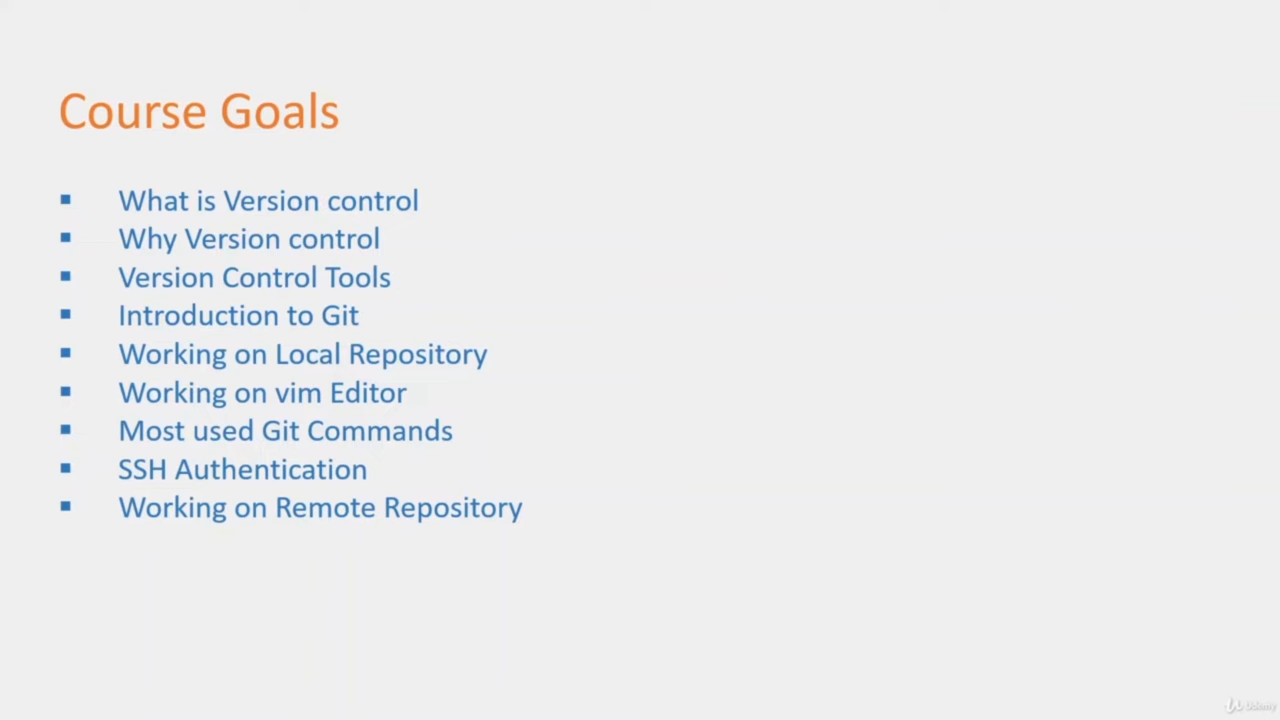 Course Goals
▪ What is Version control
▪ Why Version control
▪ Version Control Tools
▪ Introduction to Git
▪ Working on Local Repository
▪ Working on vim Editor
▪ Most used Git Commands
▪ SSH Authentication
▪ Working on Remote Repository
Udemy